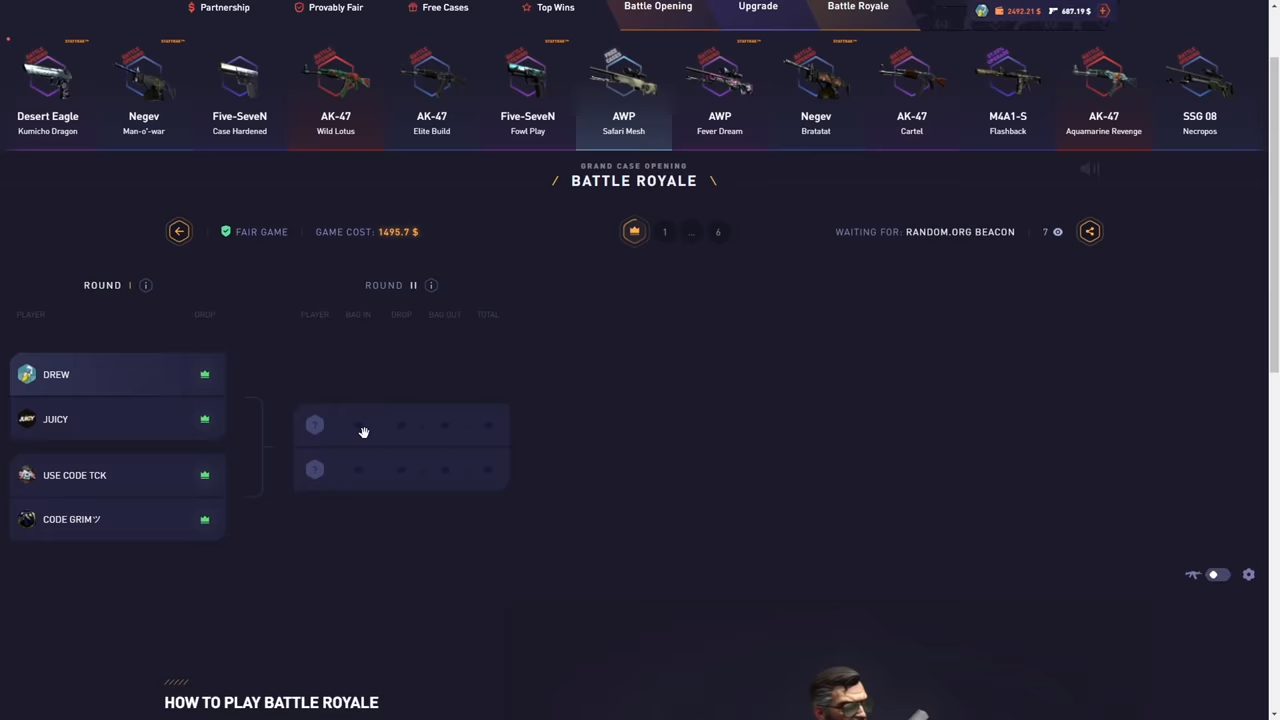 Partnership
Provably Fair
Free Cases
Top Wins
Battle Opening
Upgrade
Battle Royale
2492.21 $
687.19 $
Desert Eagle
Kumicho Dragon
Negev
Man-o'-war
Five-SeveN
Case Hardened
AK-47
Wild Lotus
AK-47
Elite Build
Five-SeveN
Fowl Play
AWP
Safari Mesh
AWP
Fever Dream
Negev
Bratatat
AK-47
Cartel
M4A1-S
Flashback
AK-47
Aquamarine Revenge
SSG 08
Necropos
GRAND CASE OPENING
/ BATTLE ROYALE \
FAIR GAME
GAME COST: 1495.7 $
1
...
6
WAITING FOR: RANDOM.ORG BEACON
7
ROUND I
ROUND II
PLAYER DROP
PLAYER BAG IN DROP BAG OUT TOTAL
DREW
JUICY
?
?
USE CODE TCK
CODE GRIMツ
/////
HOW TO PLAY BATTLE ROYALE